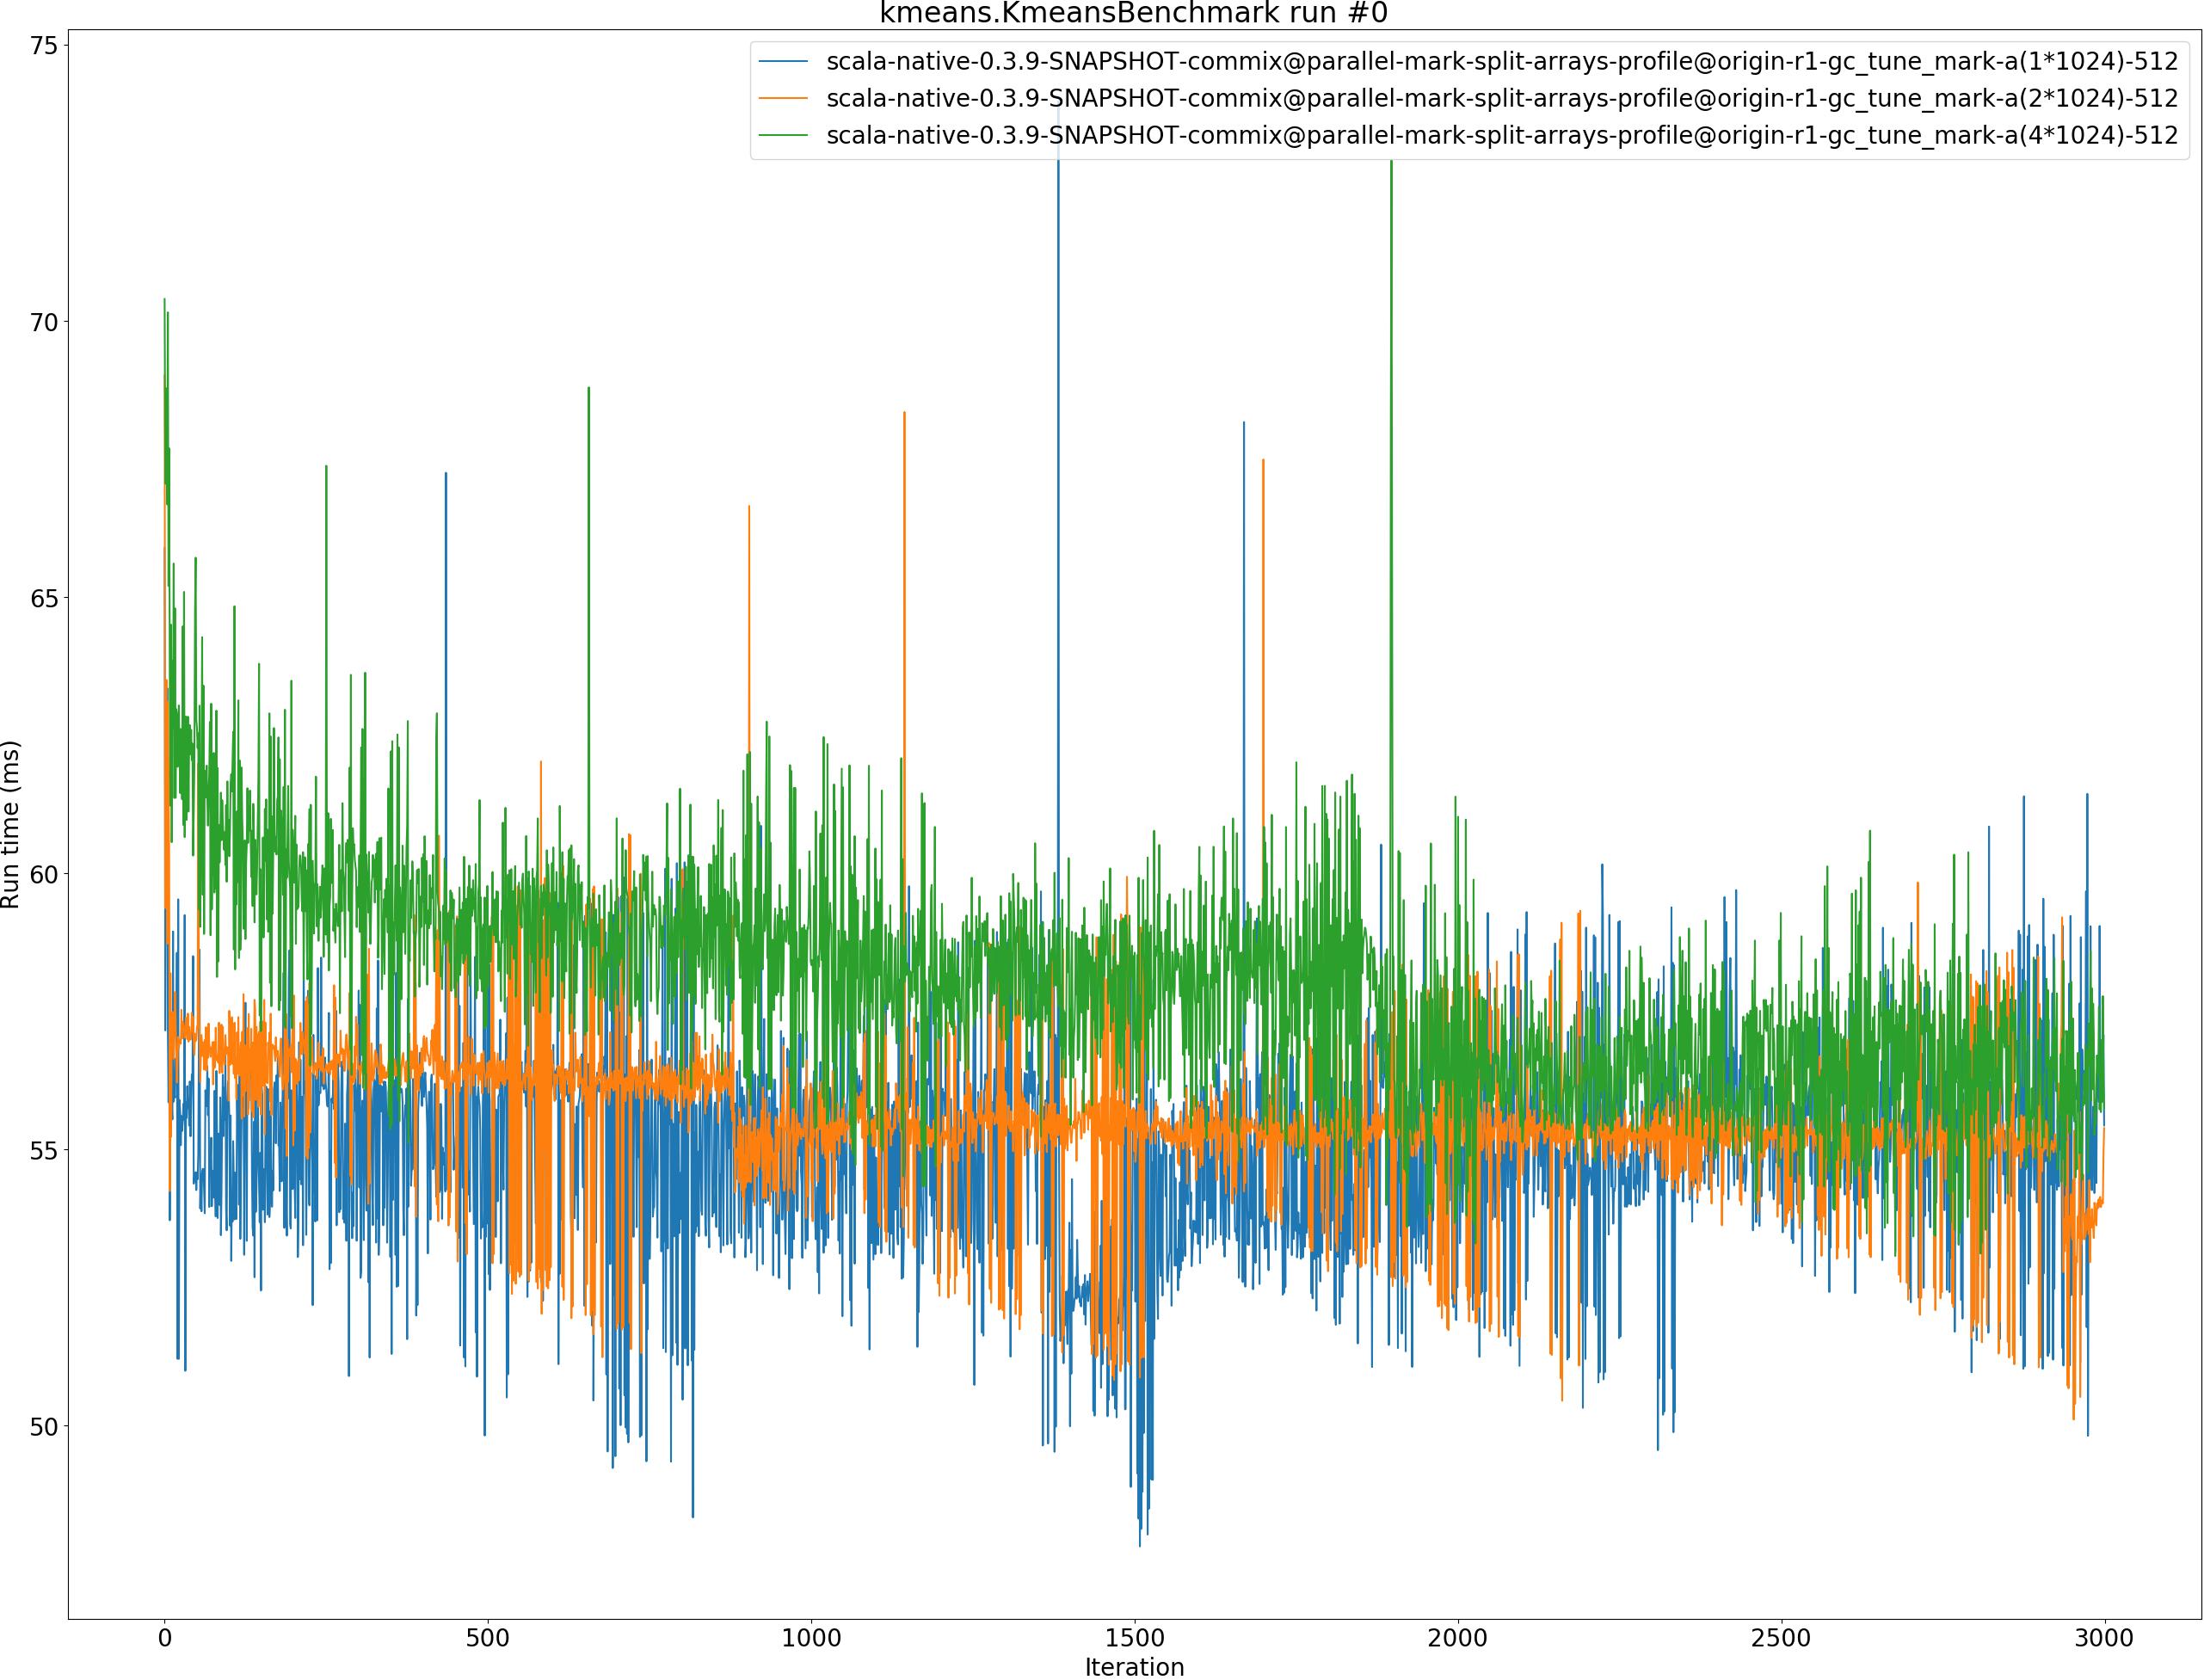 kmeans.KmeansBenchmark run #0
scala-native-0.3.9-SNAPSHOT-commix@parallel-mark-split-arrays-profile@origin-r1-gc_tune_mark-a(1*1024)-512
scala-native-0.3.9-SNAPSHOT-commix@parallel-mark-split-arrays-profile@origin-r1-gc_tune_mark-a(2*1024)-512
scala-native-0.3.9-SNAPSHOT-commix@parallel-mark-split-arrays-profile@origin-r1-gc_tune_mark-a(4*1024)-512
75
70
65
60
55
50
Run time (ms)
0 500 1000 1500 2000 2500 3000
Iteration